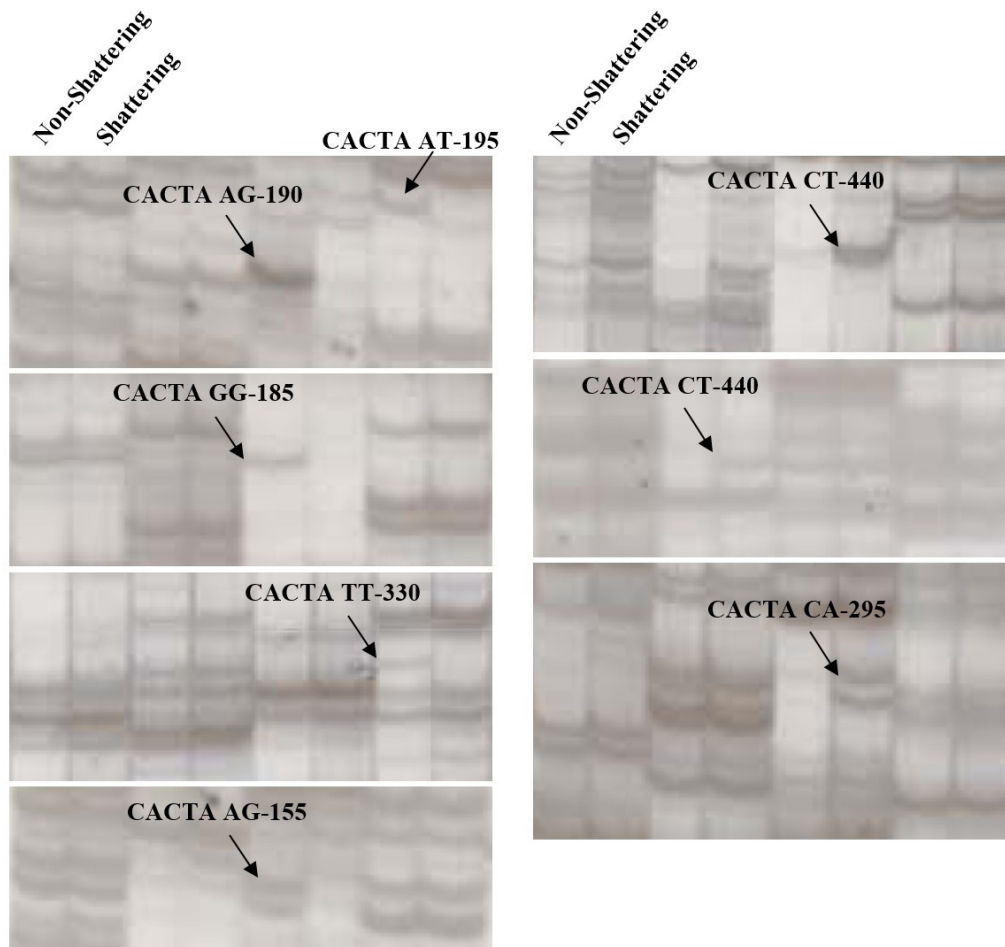 Non-Shattering
Shattering
CACTA AT-195
CACTA AG-190
CACTA GG-185
CACTA TT-330
CACTA AG-155
Non-Shattering
Shattering
CACTA CT-440
CACTA CT-440
CACTA CA-295